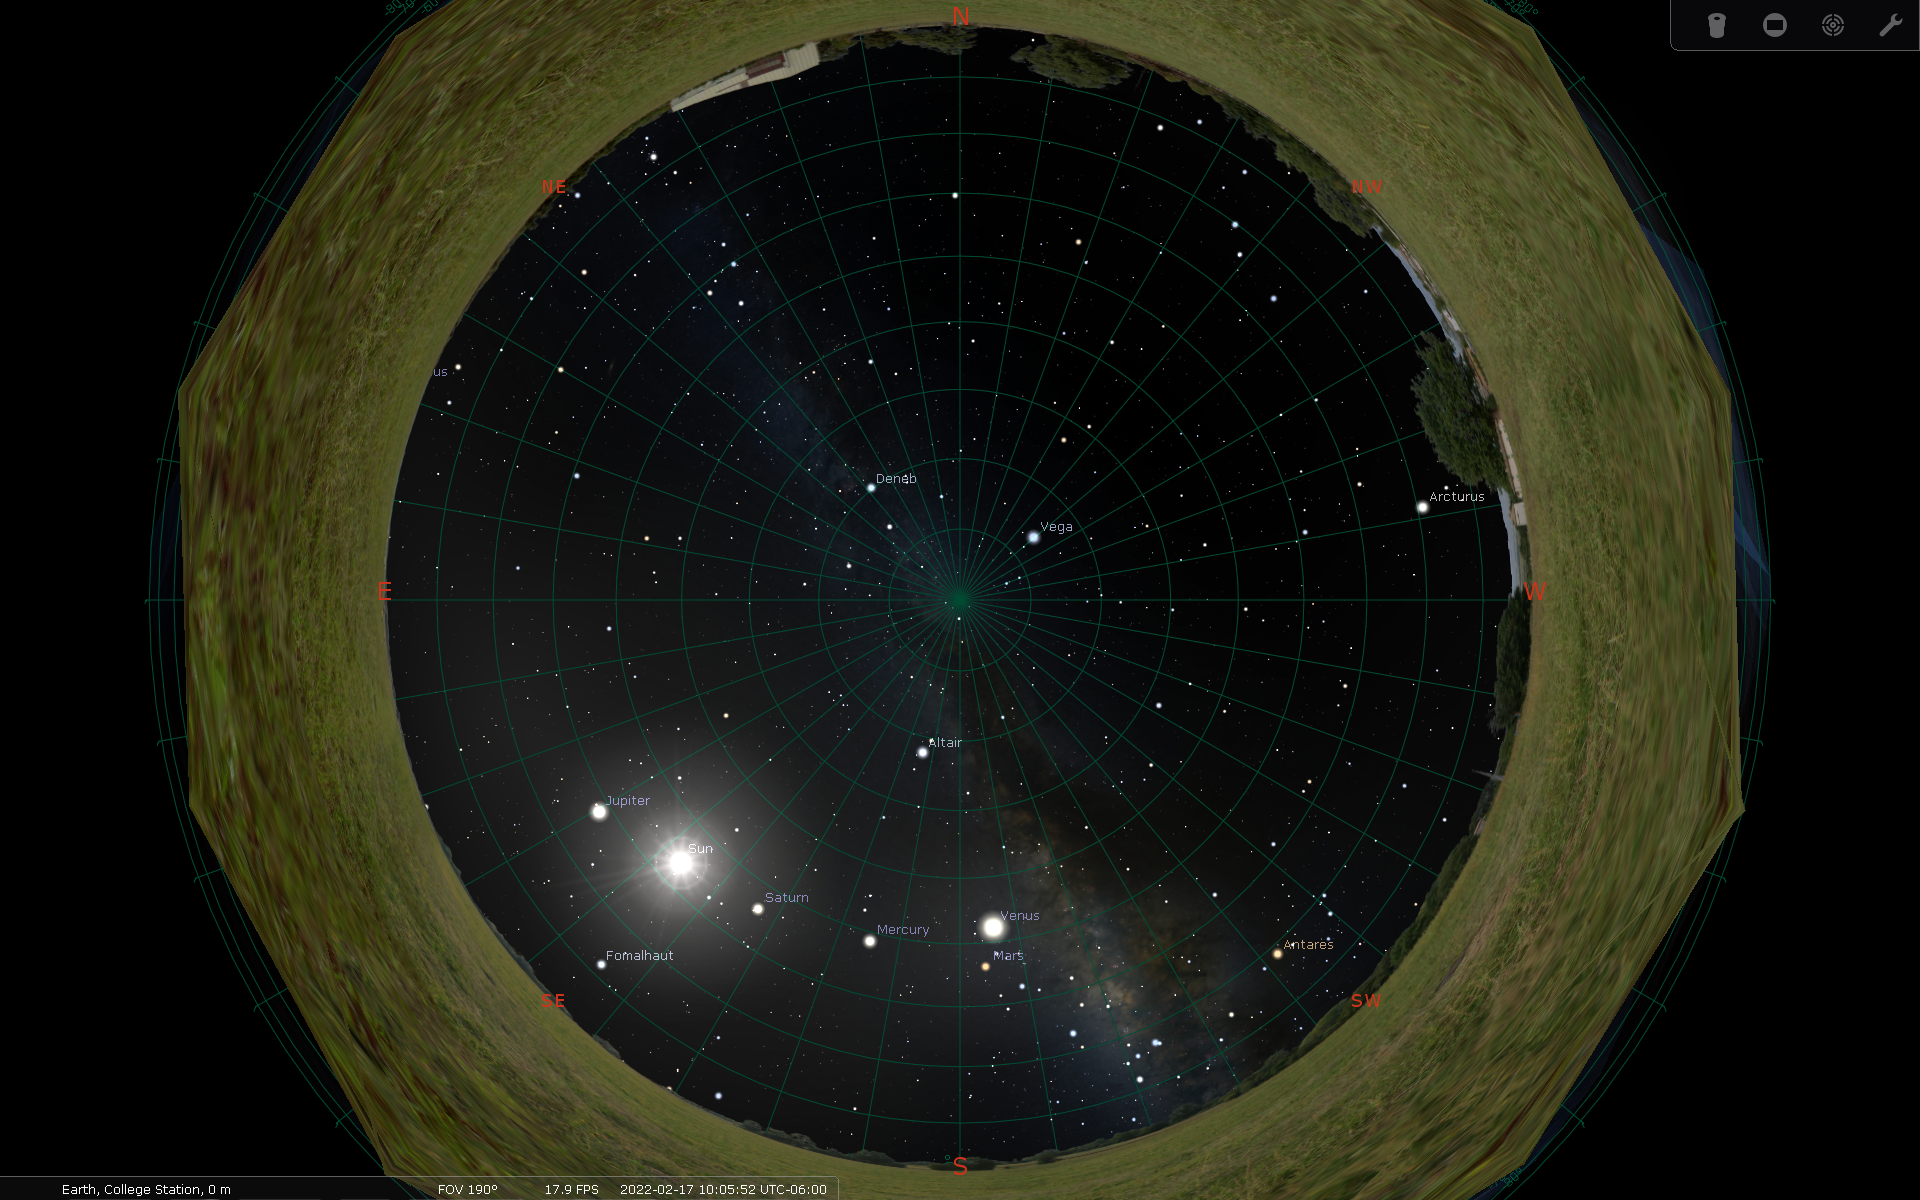 N
NE
NW
us
Deneb
Arcturus
Vega
E
W
Altair
Jupiter
Sun
Saturn
Venus
Mercury
Antares
Fomalhaut
Mars
SE
SW
S
Earth, College Station, 0 m FOV 190° 17.9 FPS 2022-02-17 10:05:52 UTC-06:00